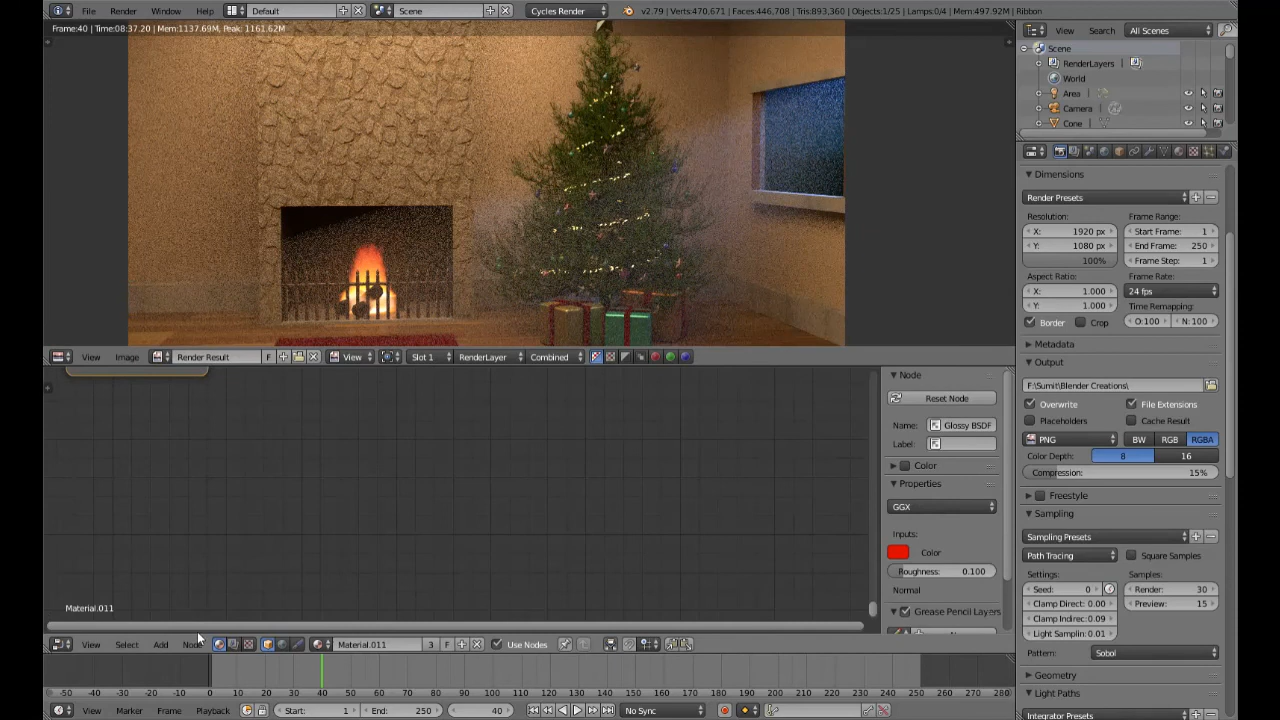 File Render Window Help Default Scene Cycles Render v2.79 | Verts:470,671 | Faces:446,708 | Tris:893,360 | Objects:1/25 | Lamps:0/4 | Mem:497.92M | Ribbon
Frame:40 | Time:08:37.20 | Mem:1137.69M, Peak: 1161.62M
View Search All Scenes
Scene
RenderLayers
World
Area
Camera
Cone
Dimensions
Render Presets
Resolution: Frame Range:
X: 1920 px Start Frame: 1
Y: 1080 px End Frame: 250
100% Frame Step: 1
Aspect Ratio: Frame Rate:
X: 1.000 24 fps
Y: 1.000 Time Remapping:
Border Crop O:100 N:100
Metadata
Output
F:\Sumit\Blender Creations\
Overwrite File Extensions
Placeholders Cache Result
PNG BW RGB RGBA
Color Depth: 8 16
Compression: 15%
Freestyle
Sampling
Sampling Presets
Path Tracing Square Samples
Settings: Samples:
Seed: 0 Render: 30
Clamp Direct: 0.00 Preview: 15
Clamp Indirec:0.09
Light Samplin: 0.01
Pattern: Sobol
Geometry
Light Paths
Integrator Presets
View Image Render Result F View Slot 1 RenderLayer Combined
Node
Reset Node
Name: Glossy BSDF
Label:
Color
Properties
GGX
Inputs:
Color
Roughness: 0.100
Normal
Grease Pencil Layers
Material.011
View Select Add Node Material.011 3 F Use Nodes
-50 -40 -30 -20 -10 0 10 20 30 40 50 60 70 80 90 100 110 120 130 140 150 160 170 180 190 200 210 220 230 240 250 260 270 280
View Marker Frame Playback Start: 1 End: 250 40 No Sync